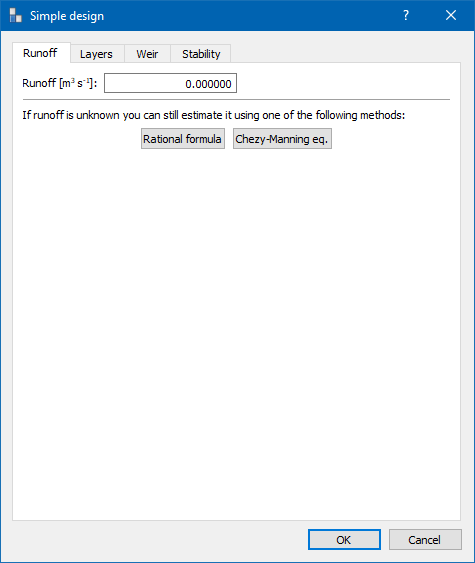 Simple design
?
Runoff Layers Weir Stability
Runoff [m³ s⁻¹]: 0.000000
If runoff is unknown you can still estimate it using one of the following methods:
Rational formula Chezy-Manning eq.
OK Cancel